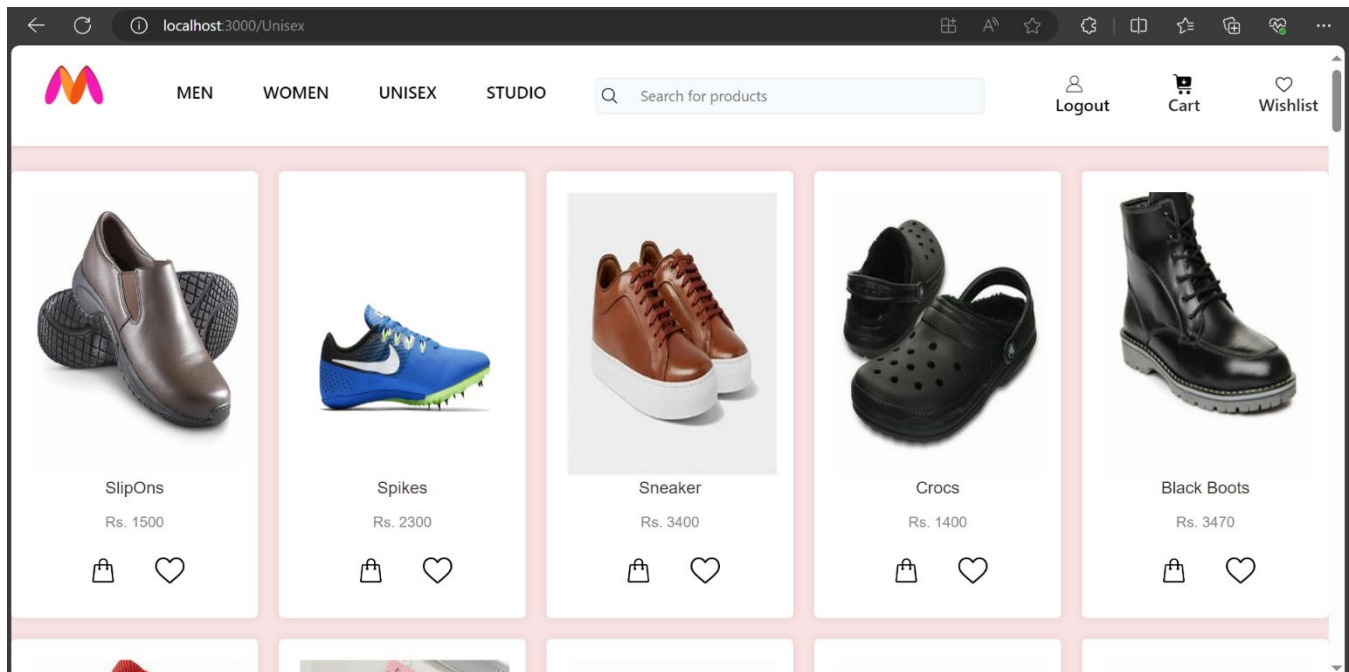 localhost:3000/Unisex
MEN WOMEN UNISEX STUDIO Search for products Logout Cart Wishlist
SlipOns Spikes Sneaker Crocs Black Boots
Rs. 1500 Rs. 2300 Rs. 3400 Rs. 1400 Rs. 3470